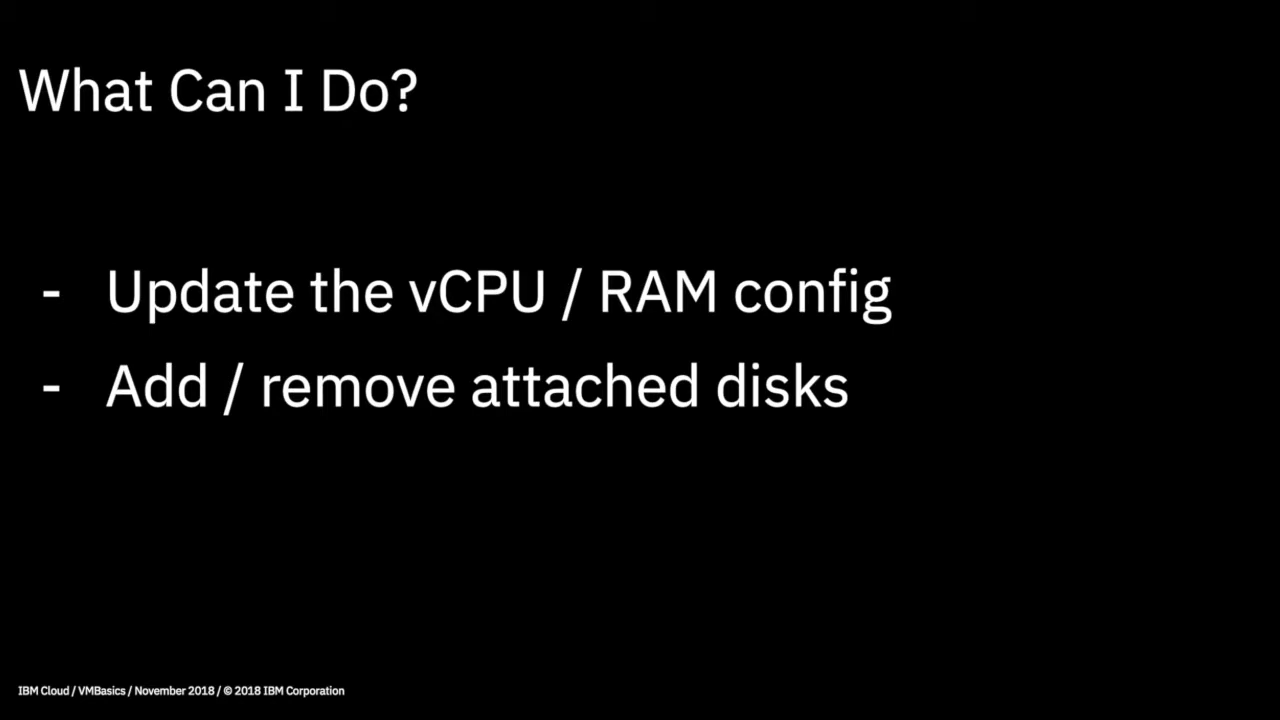 What Can I Do?
- Update the vCPU / RAM config
- Add / remove attached disks
IBM Cloud / VMBasics / November 2018 / © 2018 IBM Corporation